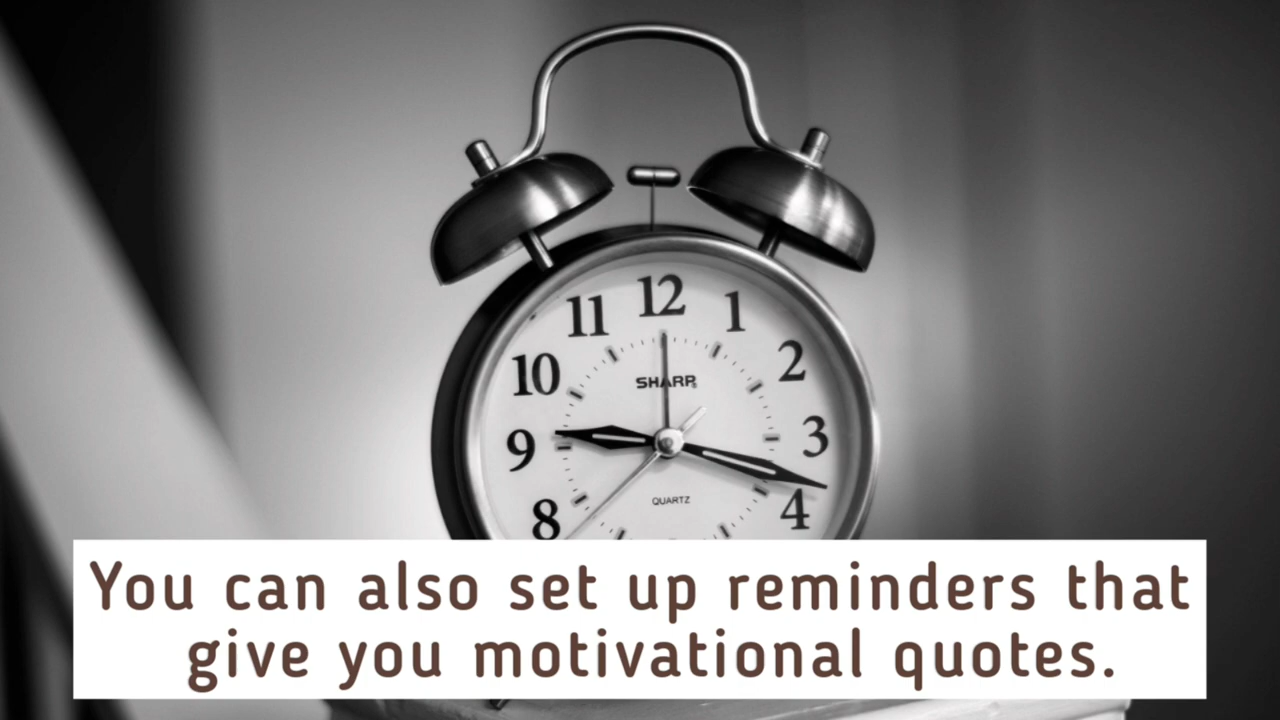 12
11
1
10
2
SHARP
9
3
QUARTZ
8
4
You can also set up reminders that
give you motivational quotes.